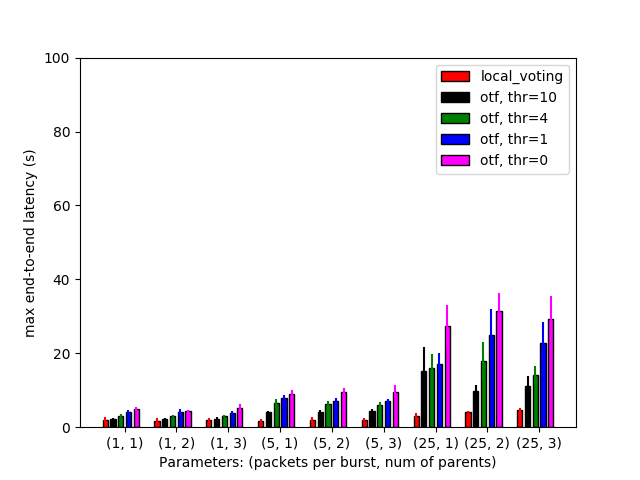 100
80
60
40
20
0
max end-to-end latency (s)
local_voting
otf, thr=10
otf, thr=4
otf, thr=1
otf, thr=0
(1, 1) (1, 2) (1, 3) (5, 1) (5, 2) (5, 3) (25, 1) (25, 2) (25, 3)
Parameters: (packets per burst, num of parents)